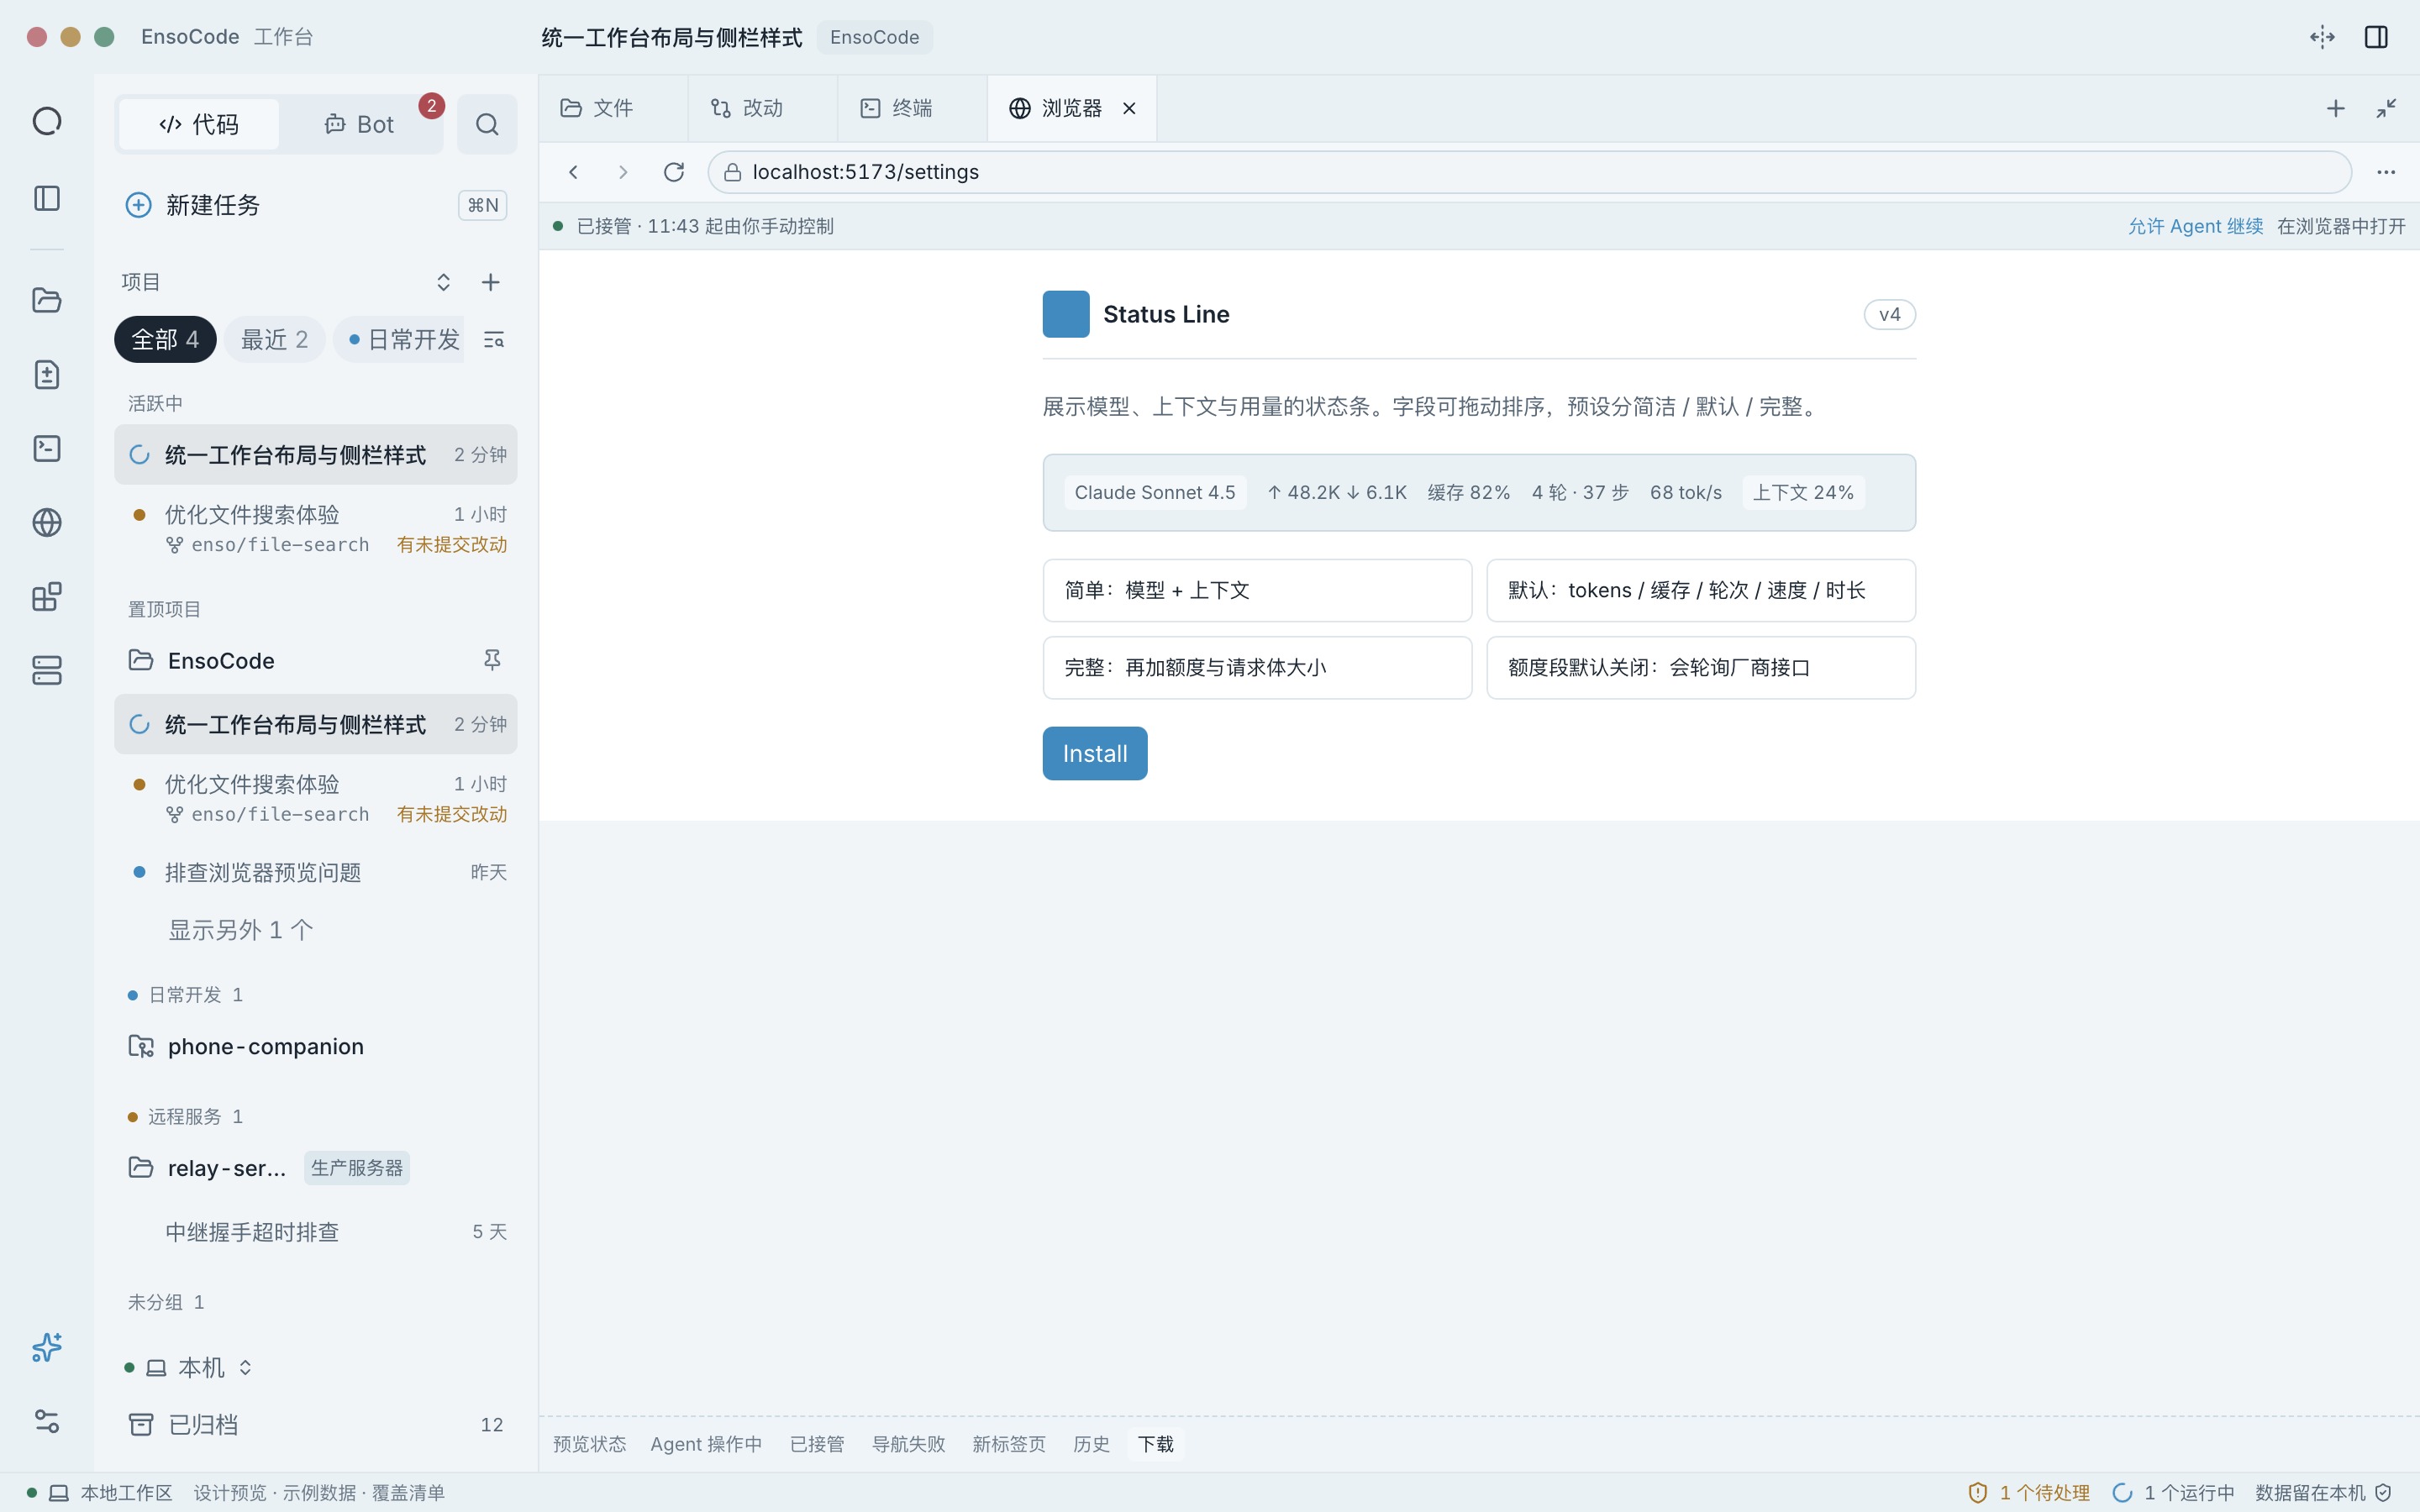 EnsoCode 工作台
统一工作台布局与侧栏样式 EnsoCode
代码 Bot 2
新建任务 ⌘N
项目
全部 4 最近 2 日常开发
活跃中
统一工作台布局与侧栏样式 2 分钟
优化文件搜索体验 1 小时
enso/file-search 有未提交改动
置顶项目
EnsoCode
统一工作台布局与侧栏样式 2 分钟
优化文件搜索体验 1 小时
enso/file-search 有未提交改动
排查浏览器预览问题 昨天
显示另外 1 个
日常开发 1
phone-companion
远程服务 1
relay-ser... 生产服务器
中继握手超时排查 5 天
未分组 1
本机
已归档 12
文件 改动 终端 浏览器
localhost:5173/settings
已接管 · 11:43 起由你手动控制 允许 Agent 继续 在浏览器中打开
Status Line v4
展示模型、上下文与用量的状态条。字段可拖动排序，预设分简洁 / 默认 / 完整。
Claude Sonnet 4.5 ↑ 48.2K ↓ 6.1K 缓存 82% 4 轮 · 37 步 68 tok/s 上下文 24%
简单：模型 + 上下文 默认：tokens / 缓存 / 轮次 / 速度 / 时长
完整：再加额度与请求体大小 额度段默认关闭：会轮询厂商接口
Install
预览状态 Agent 操作中 已接管 导航失败 新标签页 历史 下载
本地工作区 设计预览 · 示例数据 · 覆盖清单 1 个待处理 1 个运行中 数据留在本机